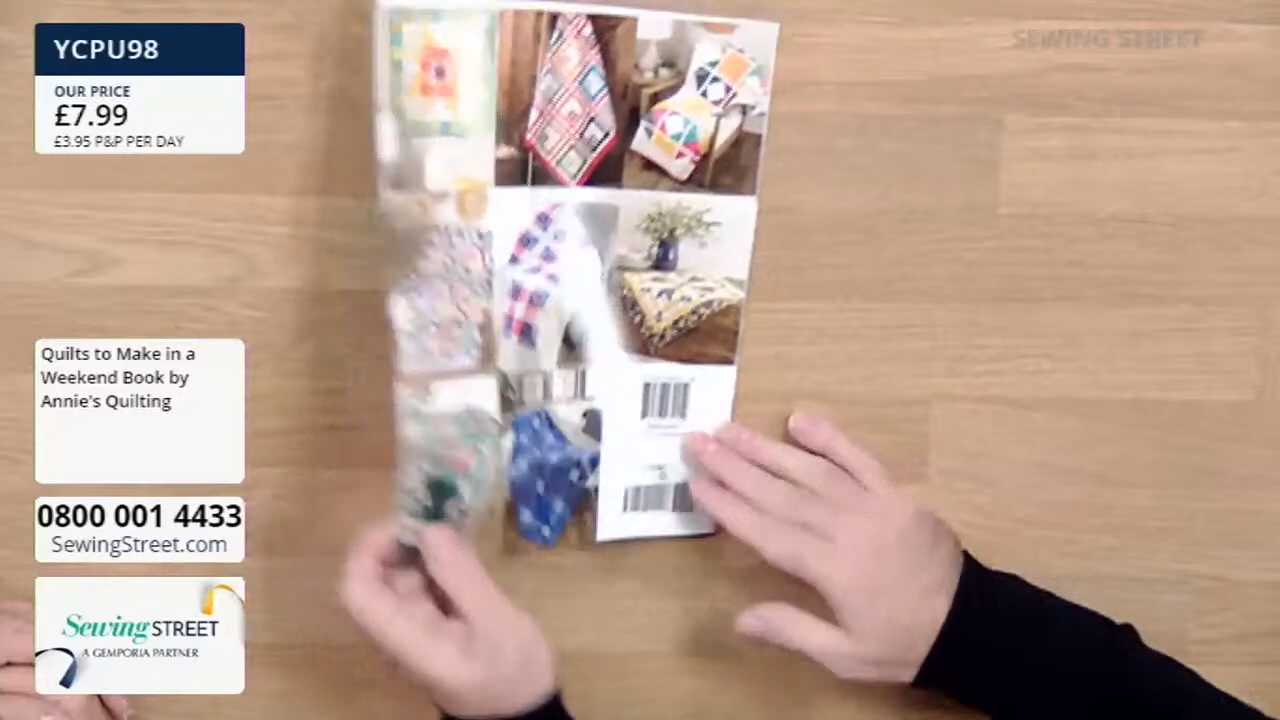 YCPU98
OUR PRICE
£7.99
£3.95 P&P PER DAY
SEWING STREET
Quilts to Make in a
Weekend Book by
Annie's Quilting
0800 001 4433
SewingStreet.com
Sewing STREET
A GEMPORIA PARTNER